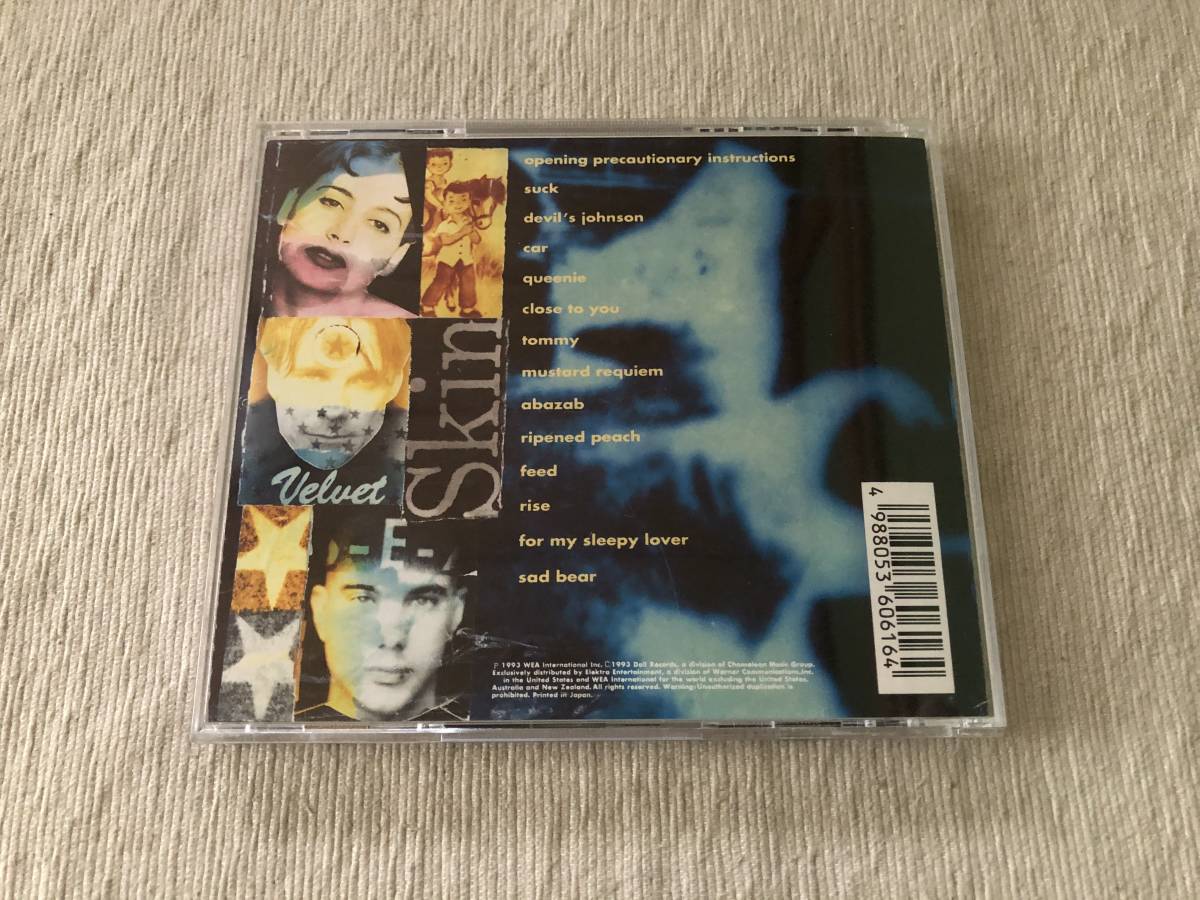 opening precautionary instructions
suck
devil's johnson
car
queenie
close to you
tommy
mustard requiem
abazab
ripened peach
feed
rise
for my sleepy lover
sad bear
Skin
Velvet
-E-
℗ 1993 WEA International Inc. © 1993 Dali Records, a division of Chameleon Music Group.
Exclusively distributed by Elektra Entertainment, a division of Warner Communications, Inc.
in the United States and WEA International for the world excluding the United States,
Australia and New Zealand. All rights reserved. Warning: Unauthorized duplication is
prohibited. Printed in Japan.
4 988053 606164